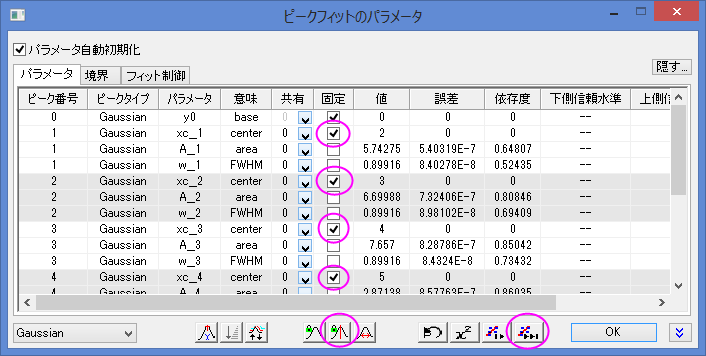 ピークフィットのパラメータ
パラメータ自動初期化
パラメータ 境界 フィット制御 隠す...
ピーク番号 ピークタイプ パラメータ 意味 共有 固定 値 誤差 依存度 下側信頼水準
0 Gaussian y0 base 0 0 0 0 --
1 Gaussian xc_1 center 0 2 0 0 --
1 Gaussian A_1 area 0 5.74275 5.40319E-7 0.64807 --
1 Gaussian w_1 FWHM 0 0.89916 8.40278E-8 0.52435 --
2 Gaussian xc_2 center 0 3 0 0 --
2 Gaussian A_2 area 0 6.69988 7.32406E-7 0.80846 --
2 Gaussian w_2 FWHM 0 0.89916 8.98102E-8 0.69409 --
3 Gaussian xc_3 center 0 4 0 0 --
3 Gaussian A_3 area 0 7.657 8.28786E-7 0.85042 --
3 Gaussian w_3 FWHM 0 0.89916 8.4324E-8 0.73432 --
4 Gaussian xc_4 center 0 5 0 0 --
4 Gaussian A_4 area 0 2.87138 8.57763E-7 0.86035 --
Gaussian x² OK